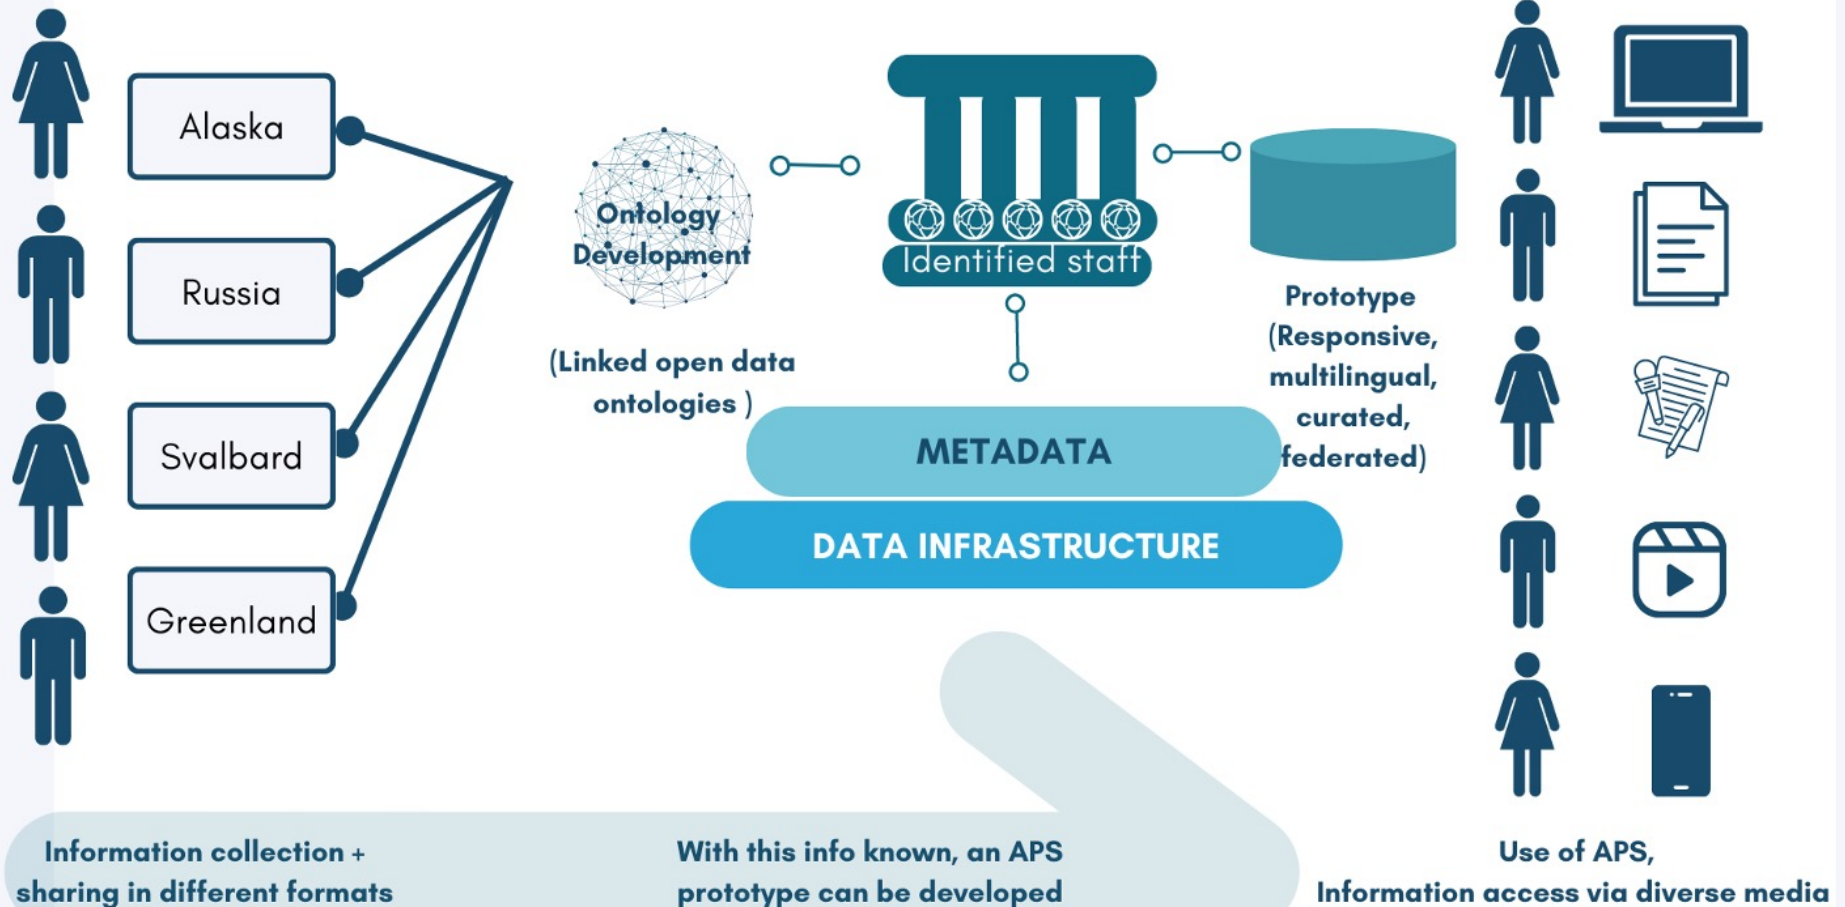 Alaska
Russia
Svalbard
Greenland
Ontology
Development
(Linked open data
ontologies )
Identified staff
METADATA
DATA INFRASTRUCTURE
Prototype
(Responsive,
multilingual,
curated,
federated)
Information collection +
sharing in different formats
With this info known, an APS
prototype can be developed
Use of APS,
Information access via diverse media